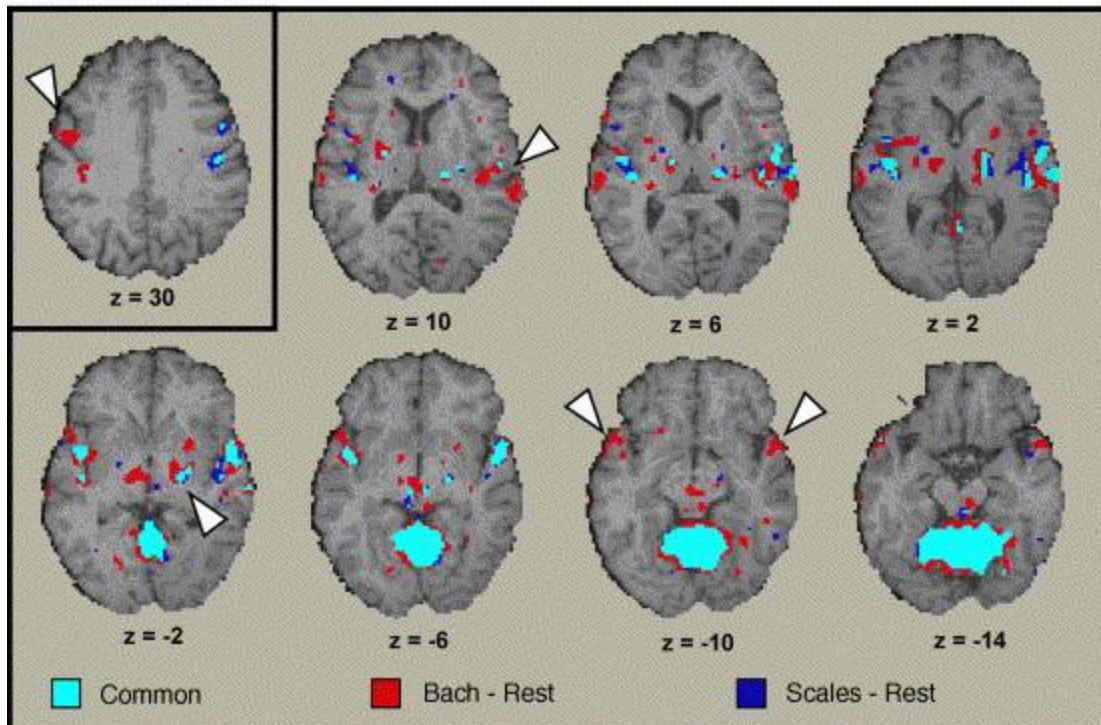 z = 30
z = 10
z = 6
z = 2
z = -2
z = -6
z = -10
z = -14
Common
Bach - Rest
Scales - Rest